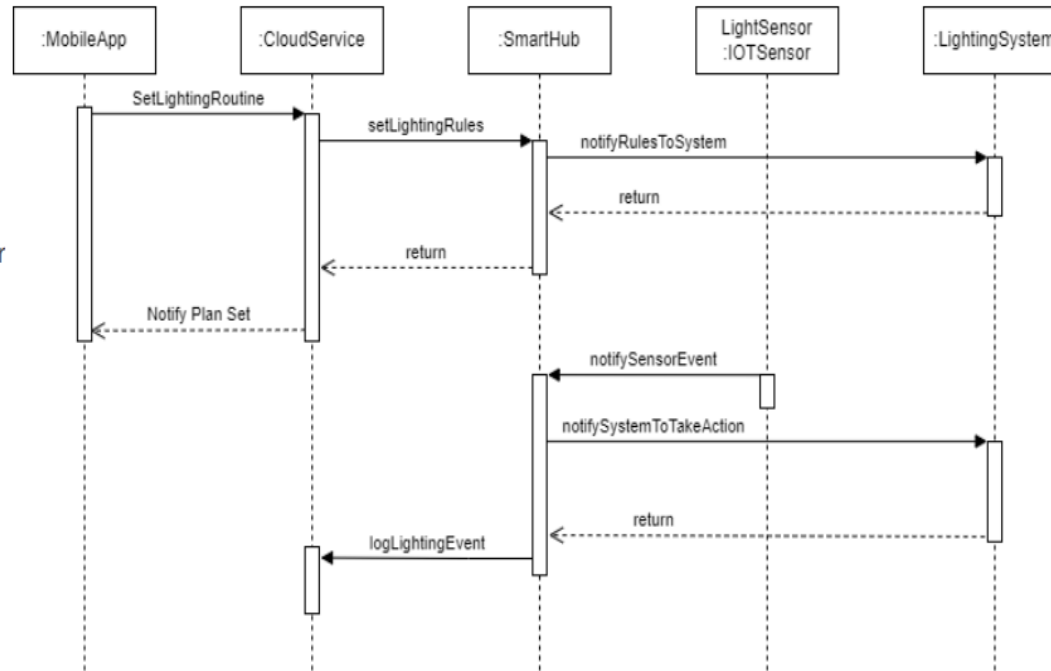 :MobileApp
:CloudService
:SmartHub
LightSensor
:IOTSensor
:LightingSystem
SetLightingRoutine
setLightingRules
notifyRulesToSystem
return
r
return
Notify Plan Set
notifySensorEvent
notifySystemToTakeAction
return
logLightingEvent